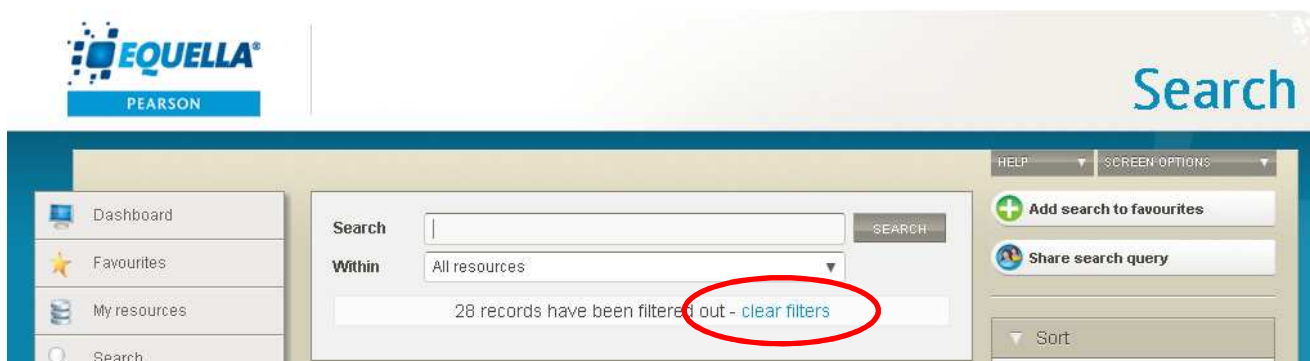 EQUELLA®
PEARSON
Search
HELP
SCREEN OPTIONS
Dashboard
Favourites
My resources
Search
Search
SEARCH
Within
All resources
28 records have been filtered out - clear filters
Add search to favourites
Share search query
Sort